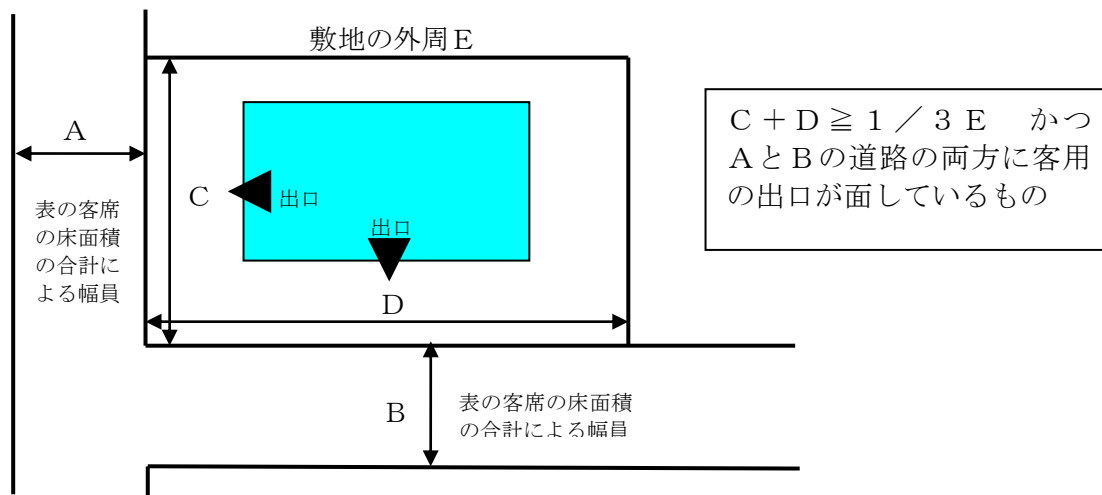 敷地の外周E
A
表の客席
の床面積
の合計に
よる幅員
C
出口
出口
D
B
表の客席の床面積
の合計による幅員
C+D≧1/3E かつ
AとBの道路の両方に客用
の出口が面しているもの